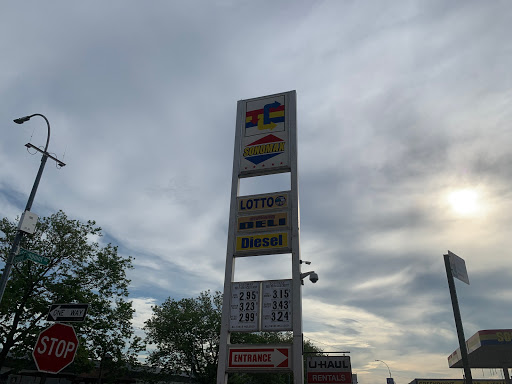 SONOMAX
LOTTO
DELI
Diesel
2.95 3.15
3.23 3.43
2.99 3.24
ENTRANCE
U-HAUL
RENTALS
ONE WAY
STOP